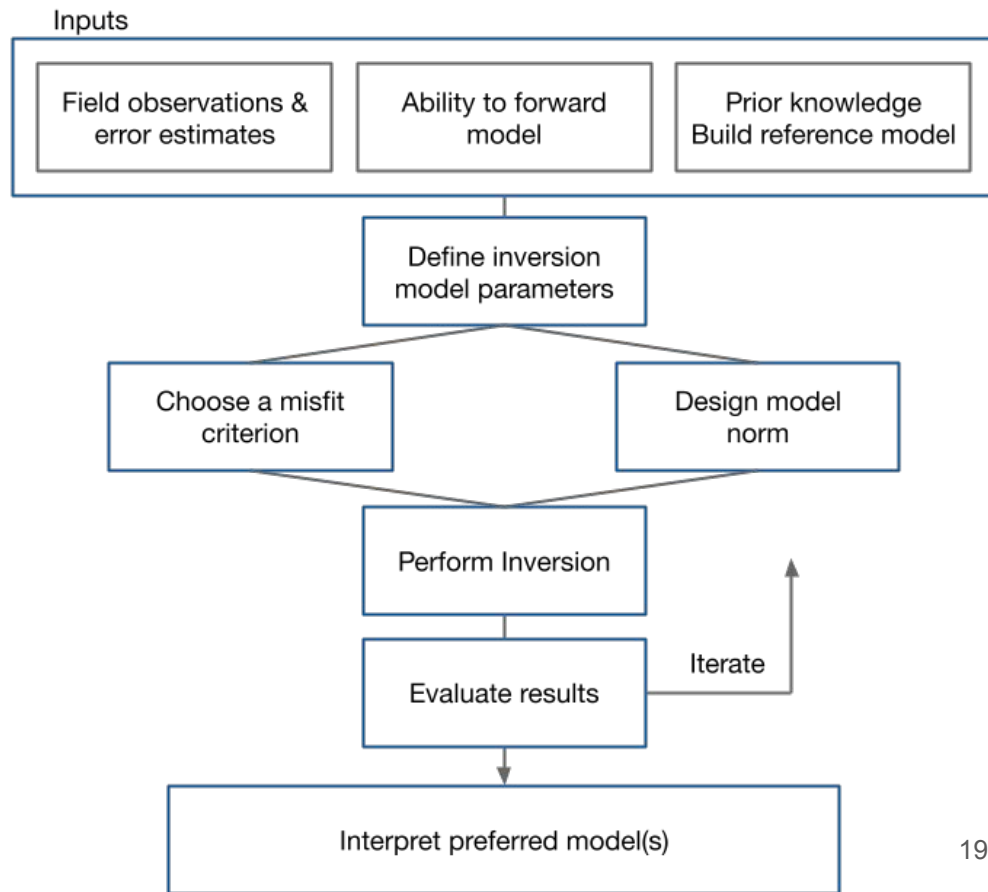 Inputs
Field observations &
error estimates
Ability to forward
model
Prior knowledge
Build reference model
Define inversion
model parameters
Choose a misfit
criterion
Design model
norm
Perform Inversion
Iterate
Evaluate results
Interpret preferred model(s)
19